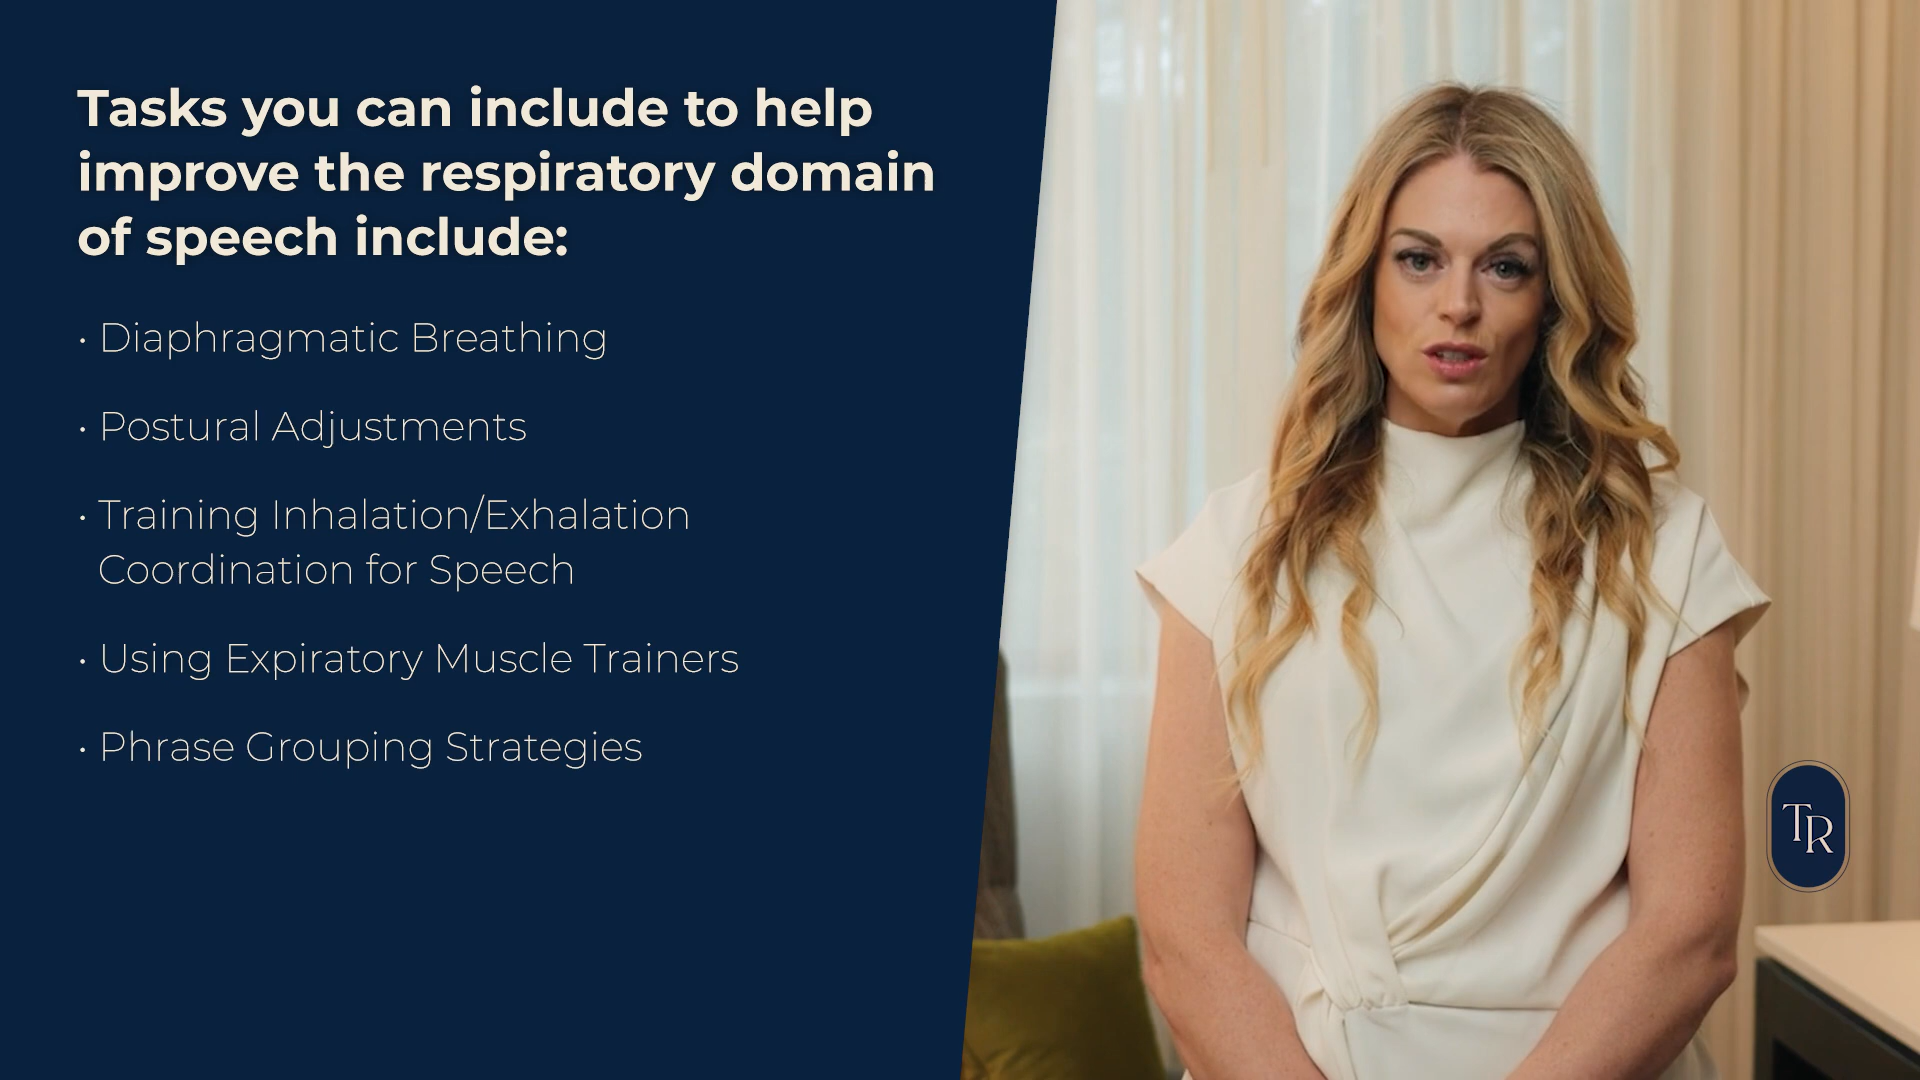 Tasks you can include to help
improve the respiratory domain
of speech include:
• Diaphragmatic Breathing
• Postural Adjustments
• Training Inhalation/Exhalation
Coordination for Speech
• Using Expiratory Muscle Trainers
• Phrase Grouping Strategies
TR